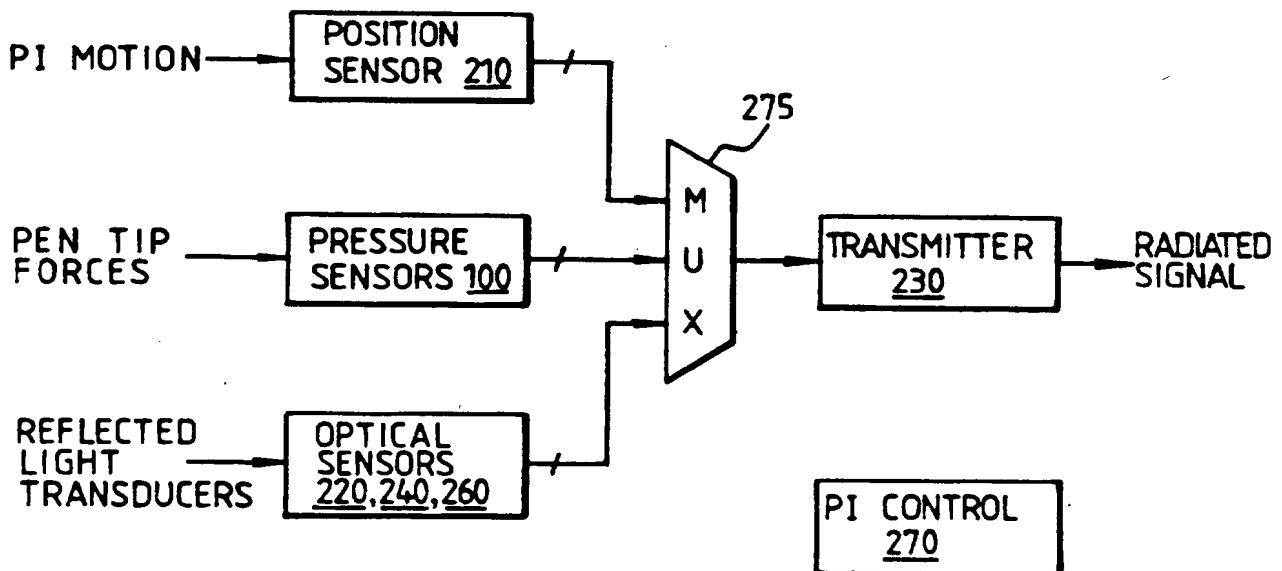 PI MOTION
POSITION
SENSOR 210
275
PEN TIP
FORCES
PRESSURE
SENSORS 100
M
U
X
TRANSMITTER
230
RADIATED
SIGNAL
REFLECTED
LIGHT
TRANSDUCERS
OPTICAL
SENSORS
220, 240, 260
PI CONTROL
270